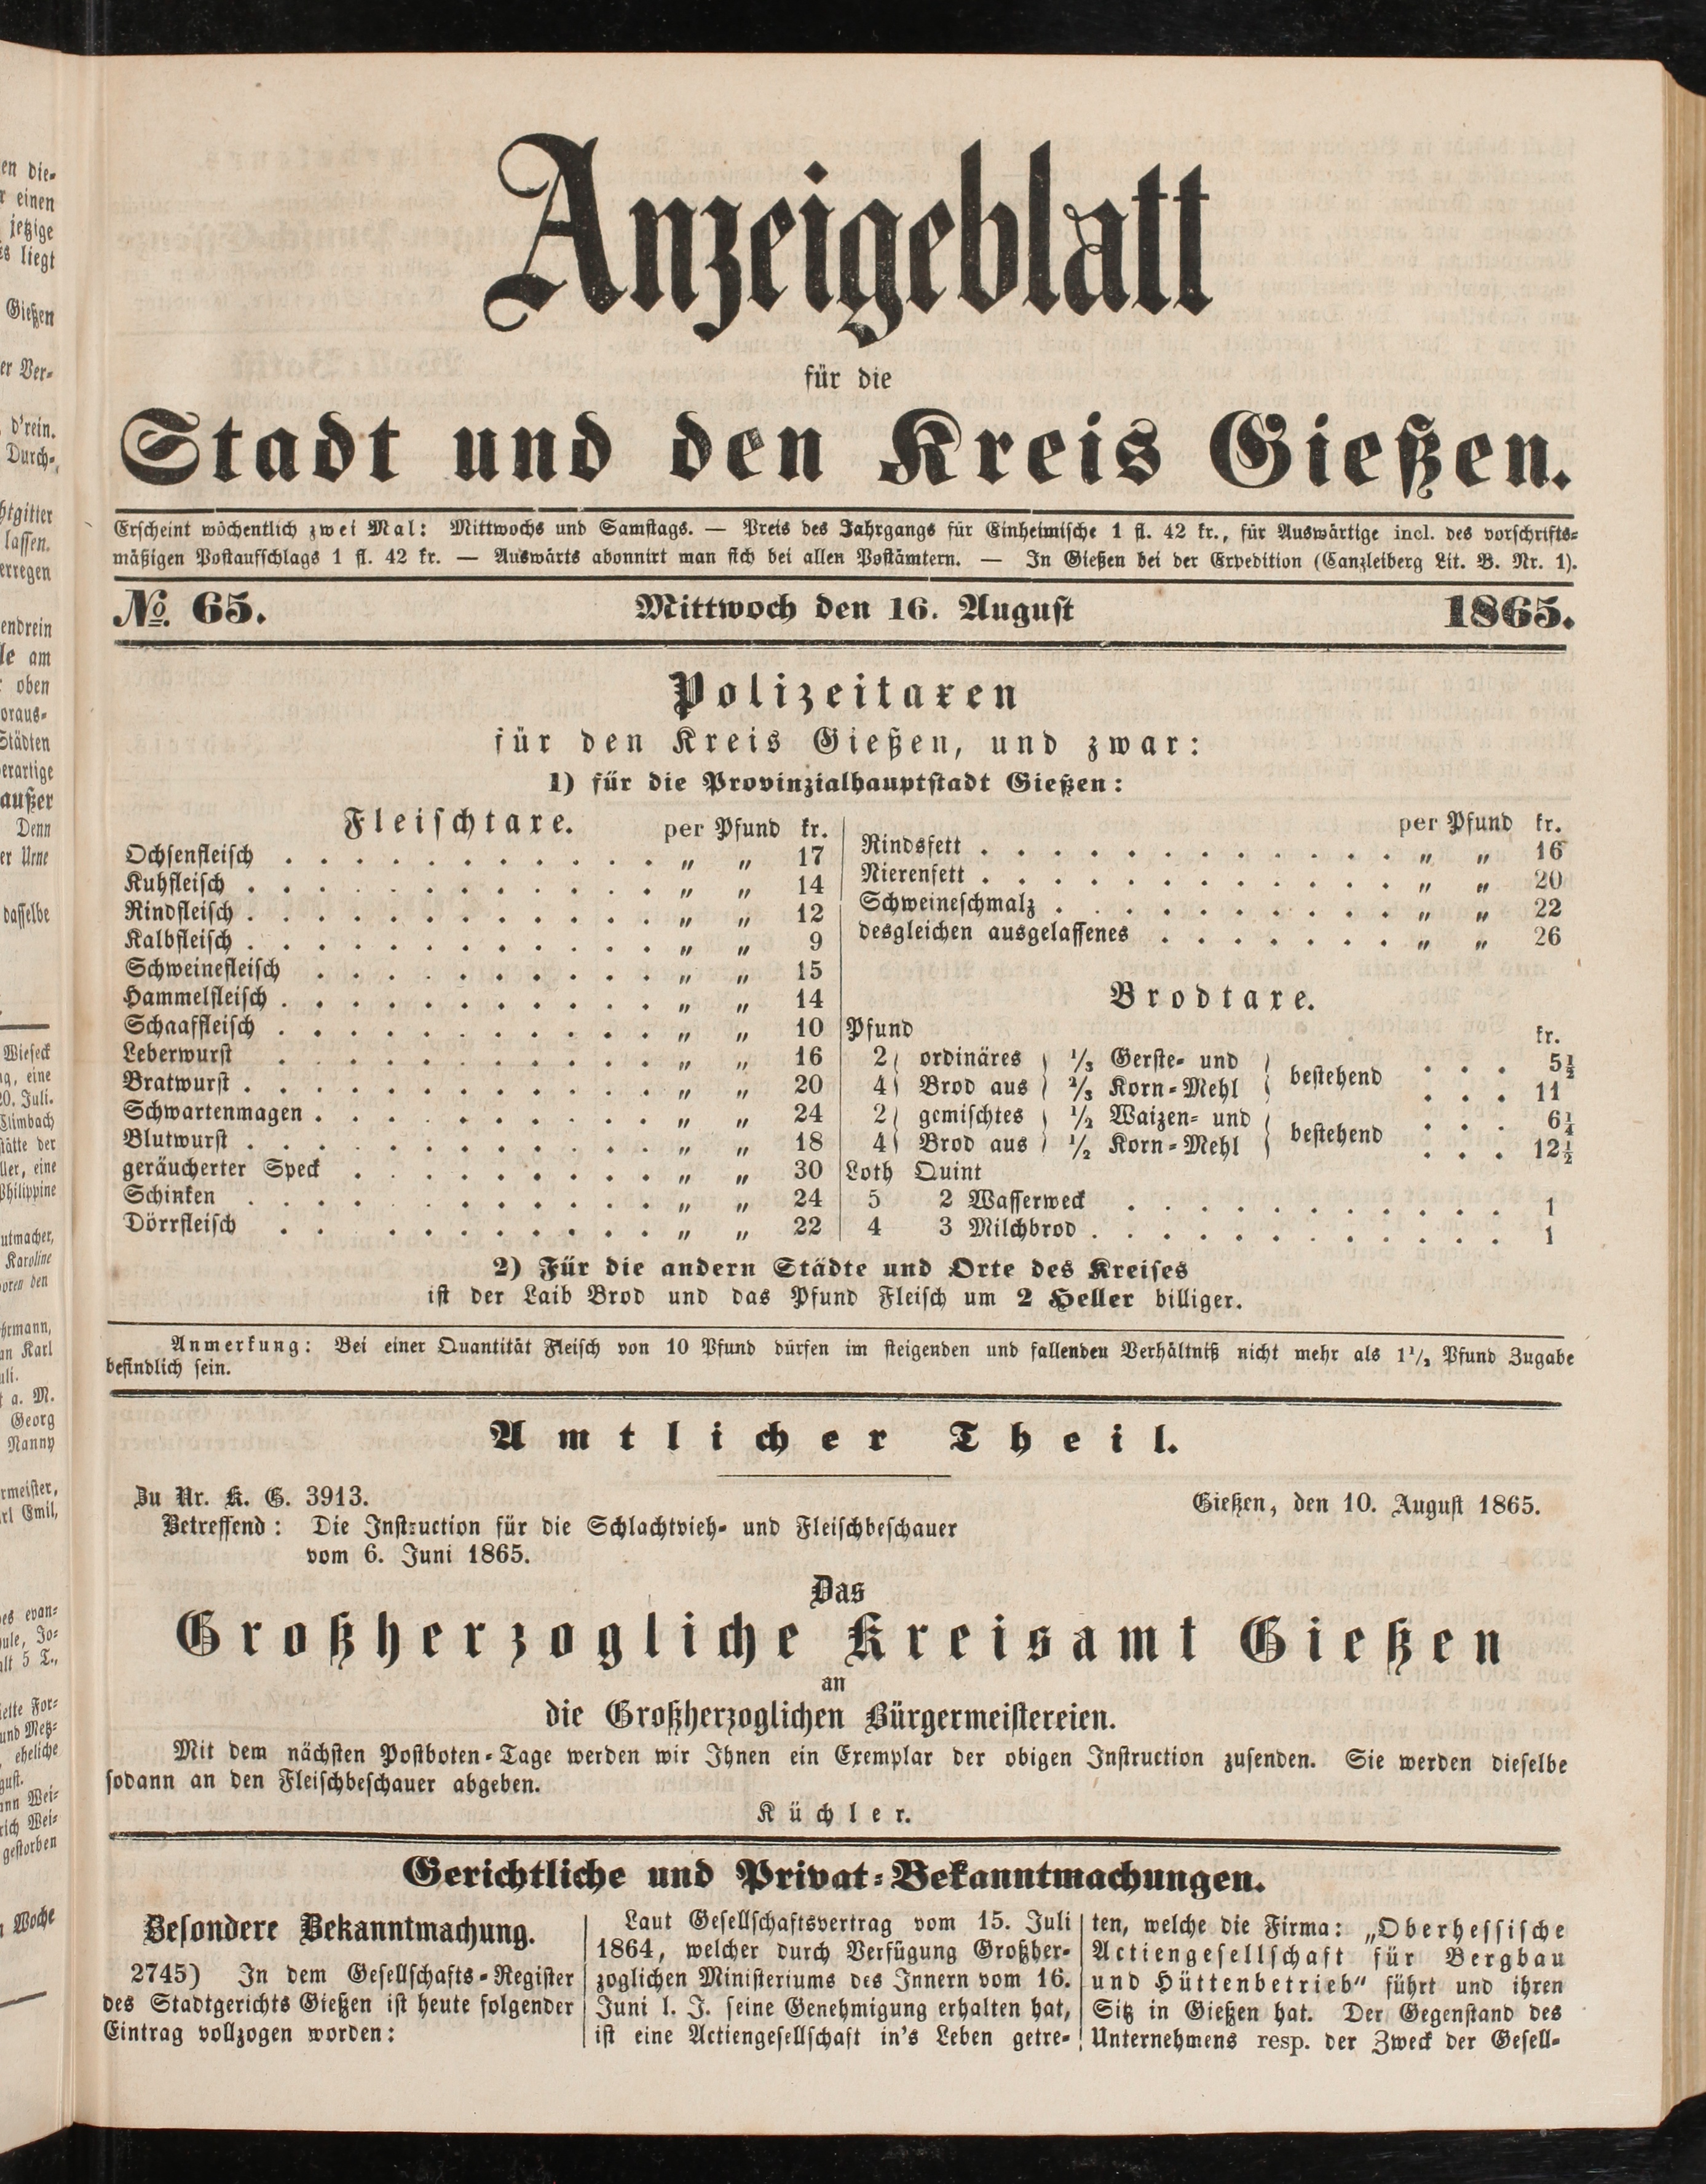 Anzeigeblatt
für die
Stadt und den Kreis Gießen.
Erscheint wöchentlich zwei Mal: Mittwochs und Samstags. — Preis des Jahrgangs für Einheimische 1 fl. 42 kr., für Auswärtige incl. des vorschrifts-
mäßigen Postaufschlags 1 fl. 42 kr. — Auswärts abonnirt man sich bei allen Postämtern. — In Gießen bei der Expedition (Canzleiberg Lit. B. Nr. 1).
№ 65. Mittwoch den 16. August 1865.
Polizeitaxen
für den Kreis Gießen, und zwar:
1) für die Provinzialhauptstadt Gießen:
Fleischtaxe. per Pfund kr.
Ochsenfleisch . . . „ „ 17
Kuhfleisch . . . „ „ 14
Rindfleisch . . . „ „ 12
Kalbfleisch . . . „ „ 9
Schweinefleisch . . . „ „ 15
Hammelfleisch . . . „ „ 14
Schaaffleisch . . . „ „ 10
Leberwurst . . . „ „ 16
Bratwurst . . . „ „ 20
Schwartenmagen . . . „ „ 24
Blutwurst . . . „ „ 18
geräucherter Speck . . . „ „ 30
Schinken . . . „ „ 24
Dörrfleisch . . . „ „ 22
per Pfund kr.
Rindsfett . . . „ „ 16
Nierenfett . . . „ „ 20
Schweineschmalz . . . „ „ 22
desgleichen ausgelassenes . . . „ „ 26
Brodtaxe.
Pfund kr.
2 ordinäres 1/3 Gerste- und bestehend . . . 5½
4 Brod aus 2/3 Korn-Mehl . . . 11
2 gemischtes 1/2 Waizen- und bestehend . . . 6¼
4 Brod aus 1/2 Korn-Mehl . . . 12½
Loth Quint
5 2 Wasserweck . . . 1
4 3 Milchbrod . . . 1
2) Für die andern Städte und Orte des Kreises
ist der Laib Brod und das Pfund Fleisch um 2 Heller billiger.
Anmerkung: Bei einer Quantität Fleisch von 10 Pfund dürfen im steigenden und fallenden Verhältniß nicht mehr als 1½ Pfund Zugabe
befindlich sein.
Amtlicher Theil.
Zu Nr. K. G. 3913. Gießen, den 10. August 1865.
Betreffend: Die Instruction für die Schlachtvieh- und Fleischbeschauer
vom 6. Juni 1865.
Das
Großherzogliche Kreisamt Gießen
an
die Großherzoglichen Bürgermeistereien.
Mit dem nächsten Postboten-Tage werden wir Ihnen ein Exemplar der obigen Instruction zusenden. Sie werden dieselbe
sodann an den Fleischbeschauer abgeben.
Küchler.
Gerichtliche und Privat-Bekanntmachungen.
Besondere Bekanntmachung.
2745) In dem Gesellschafts-Register
des Stadtgerichts Gießen ist heute folgender
Eintrag vollzogen worden:
Laut Gesellschaftsvertrag vom 15. Juli
1864, welcher durch Verfügung Großher-
zoglichen Ministeriums des Innern vom 16.
Juni l. J. seine Genehmigung erhalten hat,
ist eine Actiengesellschaft in's Leben getre-
ten, welche die Firma: „Oberhessische
Actiengesellschaft für Bergbau
und Hüttenbetrieb“ führt und ihren
Sitz in Gießen hat. Der Gegenstand des
Unternehmens resp. der Zweck der Gesell-